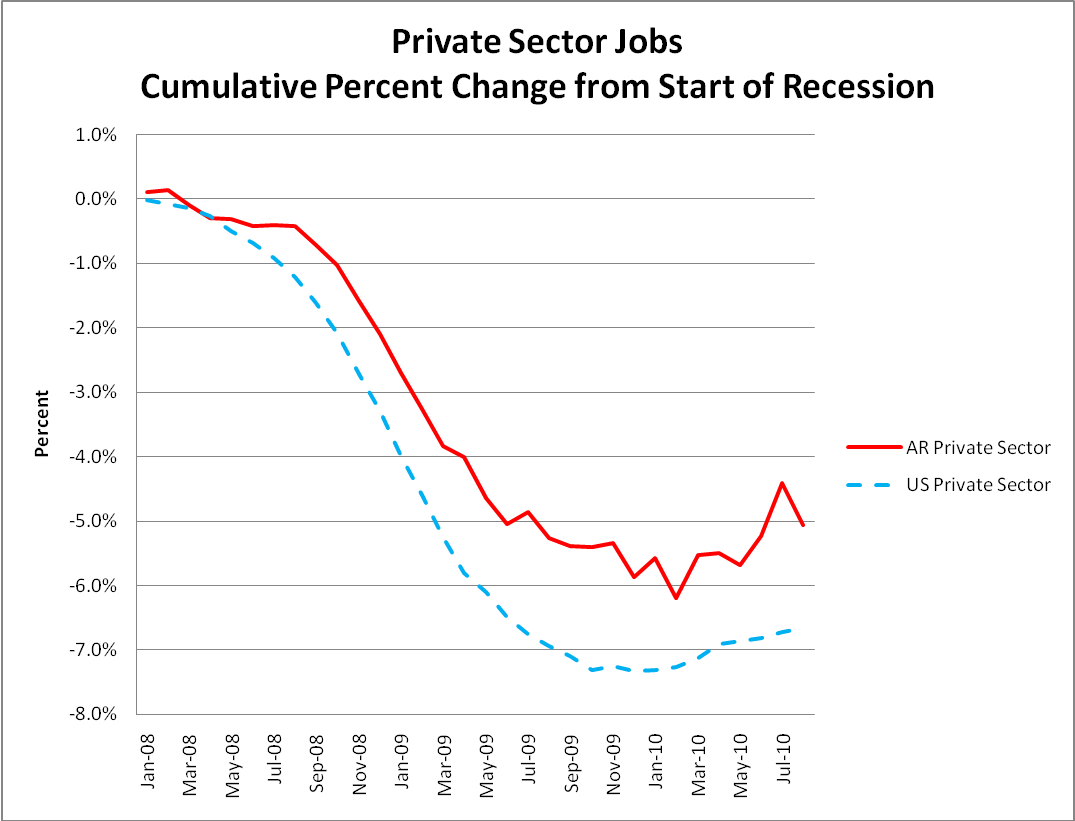 Private Sector Jobs
Cumulative Percent Change from Start of Recession
1.0%
0.0%
-1.0%
-2.0%
-3.0%
-4.0%
-5.0%
-6.0%
-7.0%
-8.0%
Percent
Jan-08
Mar-08
May-08
Jul-08
Sep-08
Nov-08
Jan-09
Mar-09
May-09
Jul-09
Sep-09
Nov-09
Jan-10
Mar-10
May-10
Jul-10
AR Private Sector
US Private Sector